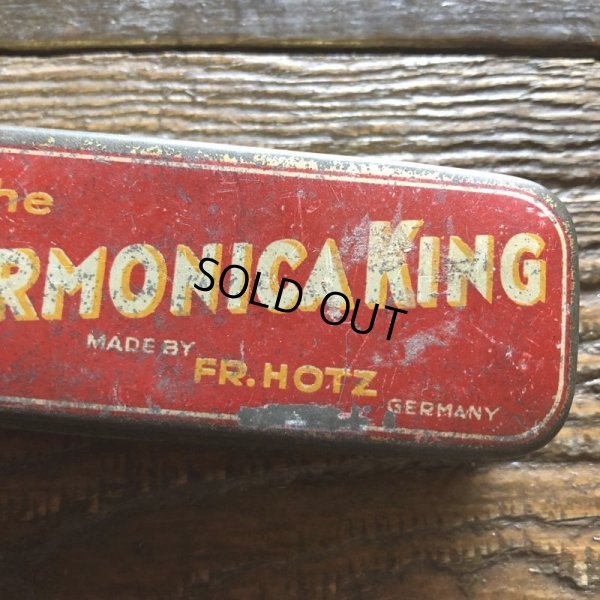 he
RMONICA KING
SOLD OUT
MADE BY FR. HOTZ
GERMANY